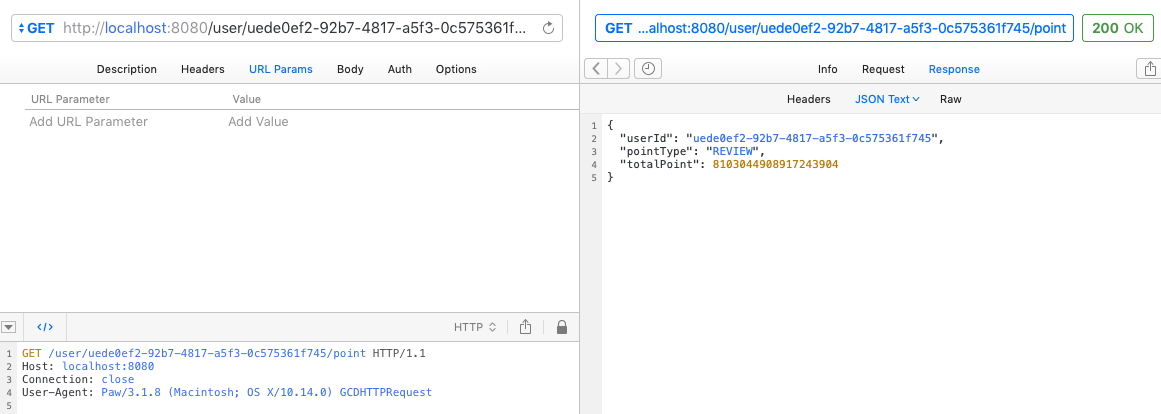 GET http://localhost:8080/user/uede0ef2-92b7-4817-a5f3-0c575361f...
Description Headers URL Params Body Auth Options
URL Parameter Value
Add URL Parameter Add Value
HTTP
1 GET /user/uede0ef2-92b7-4817-a5f3-0c575361f745/point HTTP/1.1
2 Host: localhost:8080
3 Connection: close
4 User-Agent: Paw/3.1.8 (Macintosh; OS X/10.14.0) GCDHTTPRequest
5
GET ...alhost:8080/user/uede0ef2-92b7-4817-a5f3-0c575361f745/point 200 OK
Info Request Response
Headers JSON Text Raw
1 {
2 "userId": "uede0ef2-92b7-4817-a5f3-0c575361f745",
3 "pointType": "REVIEW",
4 "totalPoint": 8103044908917243904
5 }